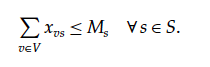 ∑_{v∈V} x_{vs} ≤ M_s   ∀ s ∈ S.